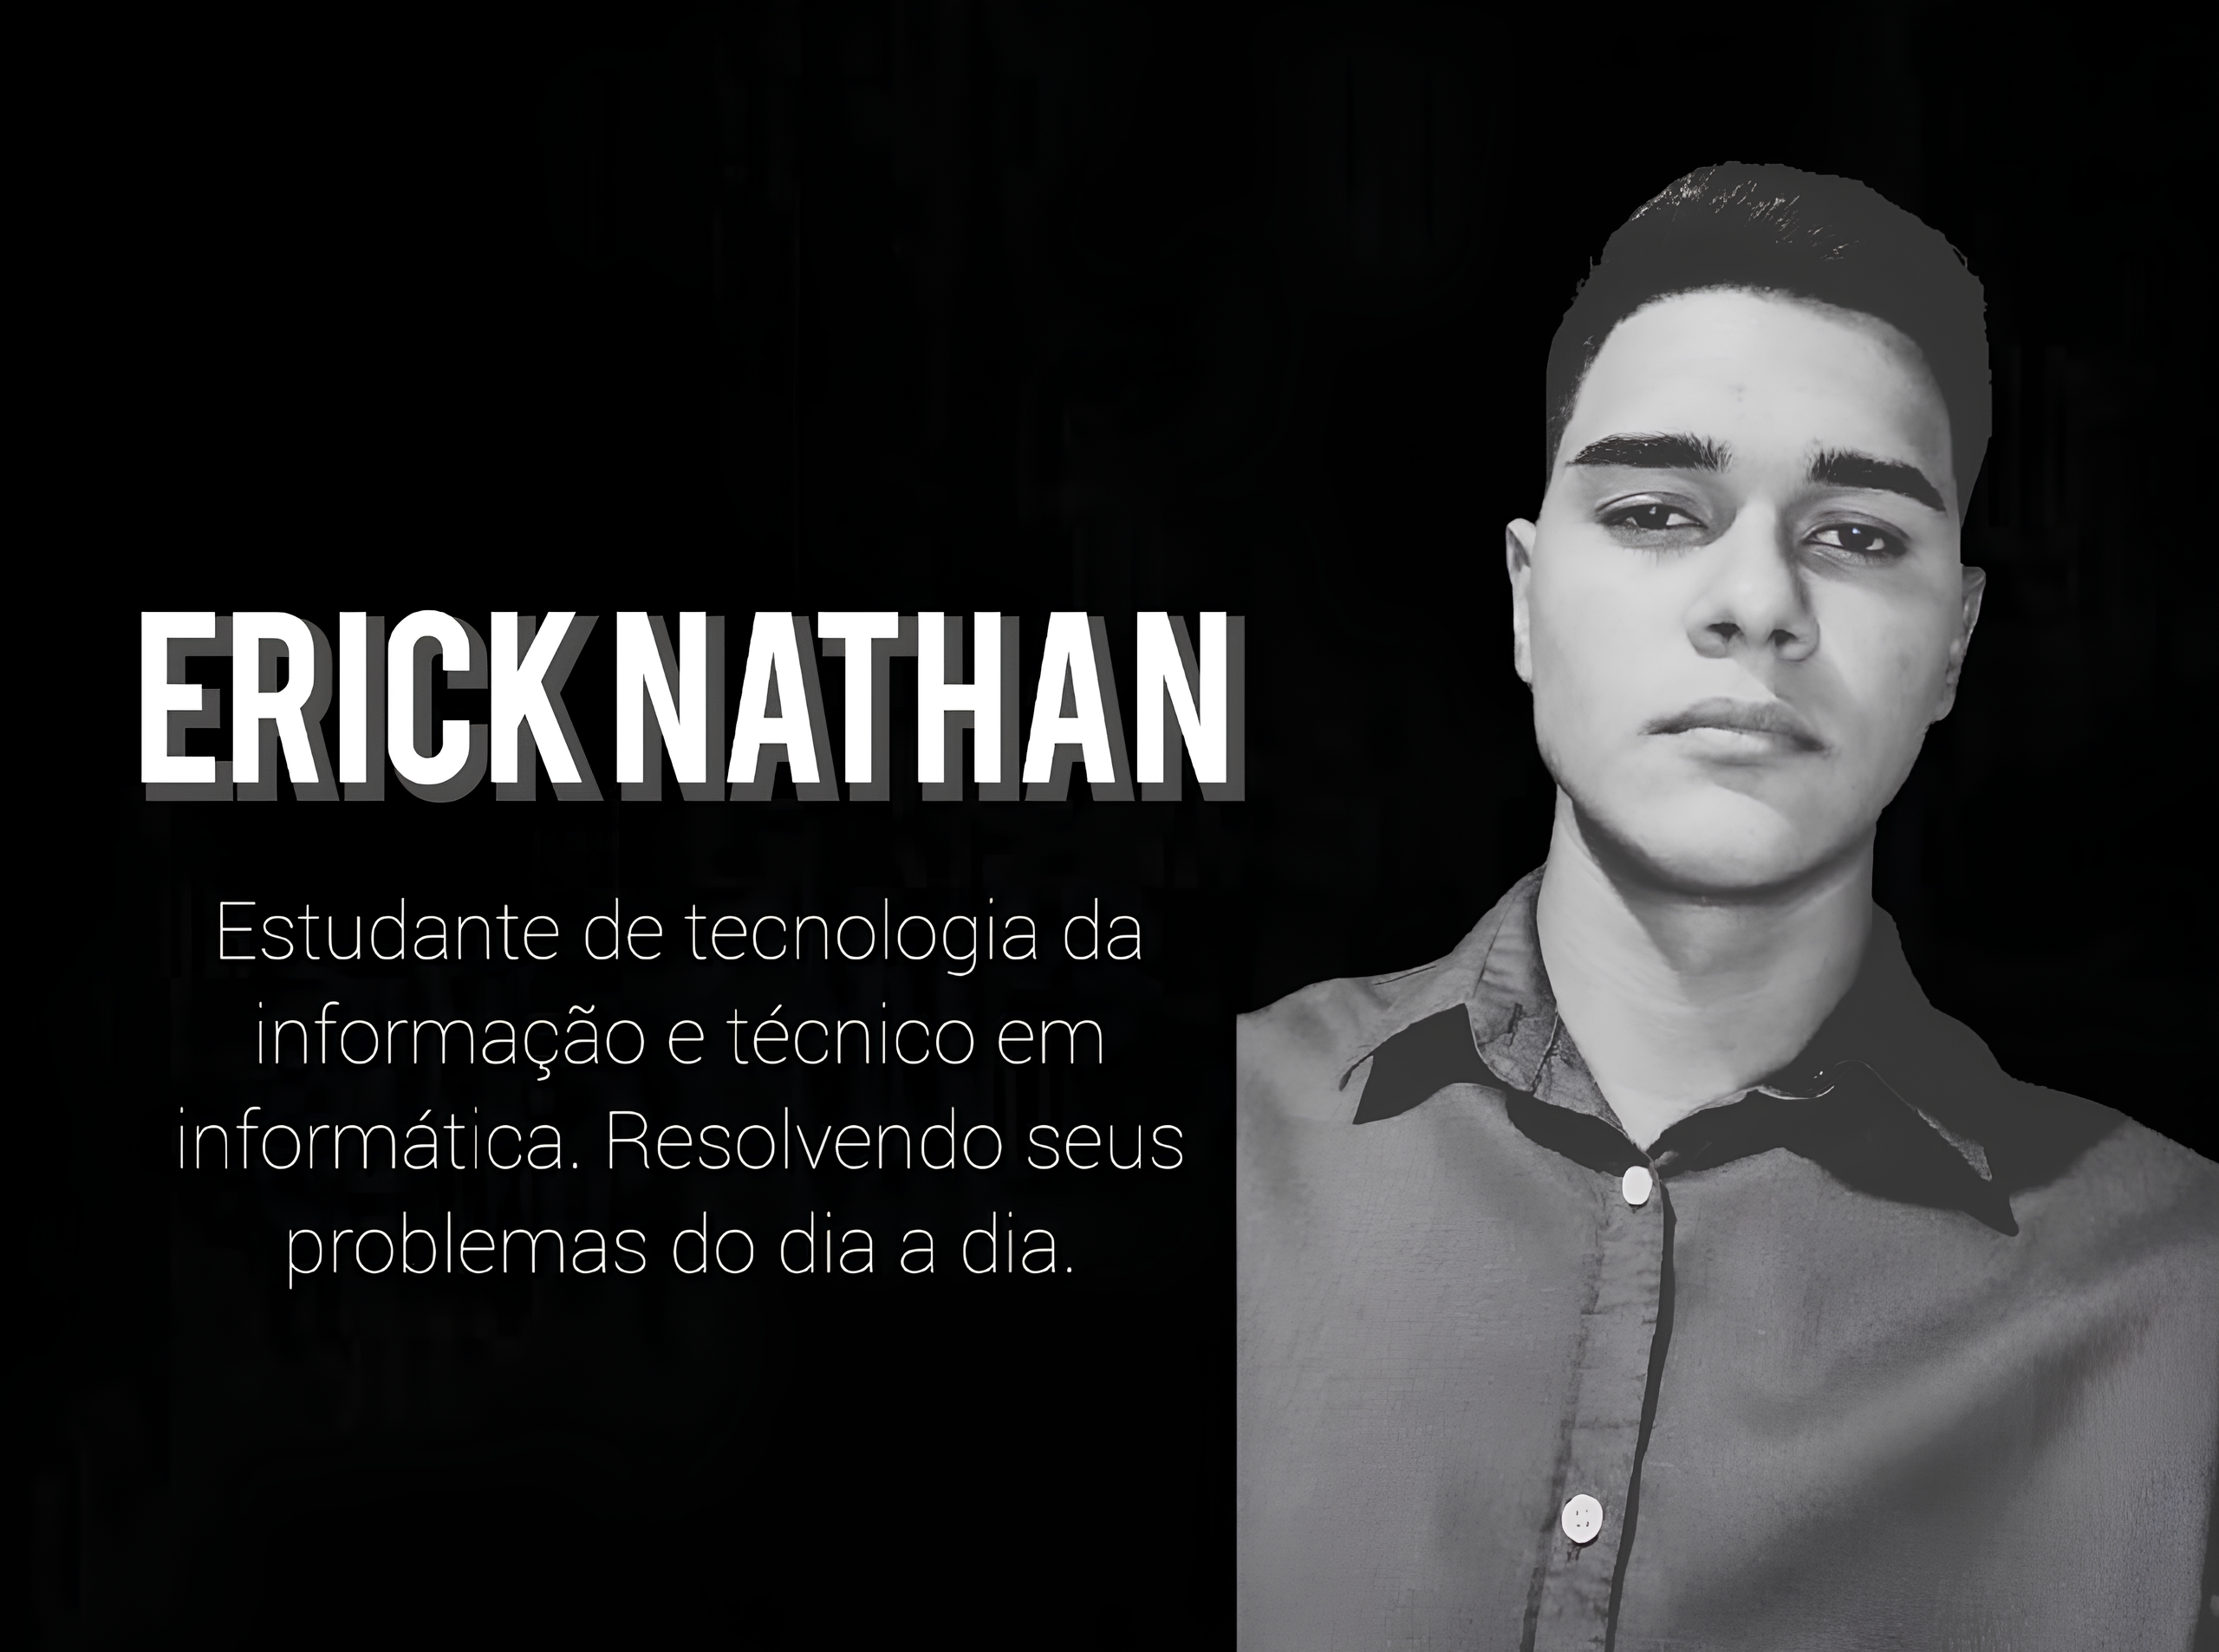 ERICK NATHAN
Estudante de tecnologia da
informação e técnico em
informática. Resolvendo seus
problemas do dia a dia.